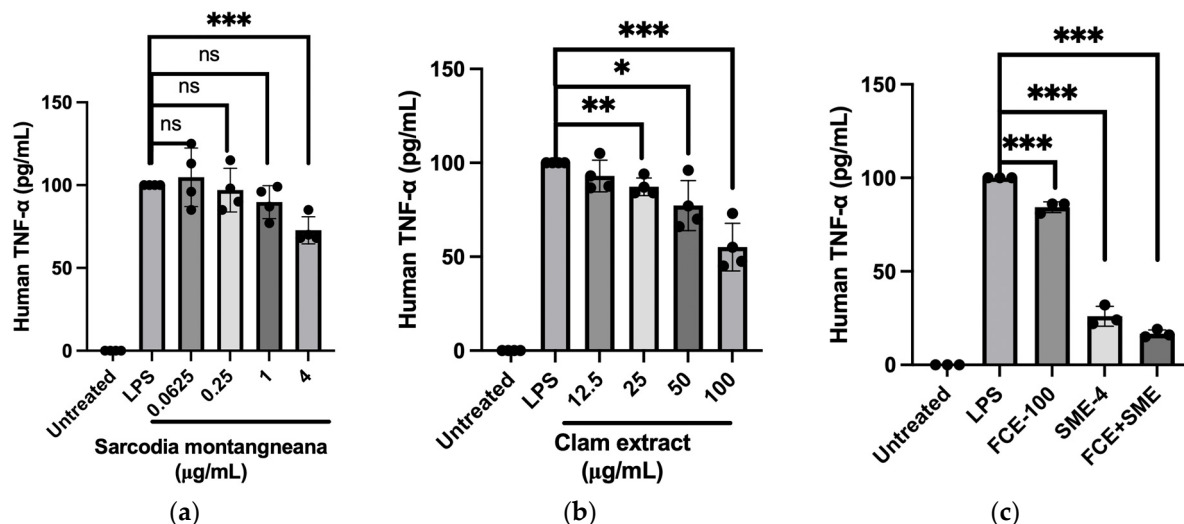 ***
ns
ns
ns
150
100
50
0
Human TNF-α (pg/mL)
Untreated
LPS
0.0625
0.25
1
4
Sarcodia montangneana
(μg/mL)
(a)
***
*
**
150
100
50
0
Human TNF-α (pg/mL)
Untreated
LPS
12.5
25
50
100
Clam extract
(μg/mL)
(b)
***
***
***
150
100
50
0
Human TNF-α (pg/mL)
Untreated
LPS
FCE-100
SME-4
FCE+SME
(c)